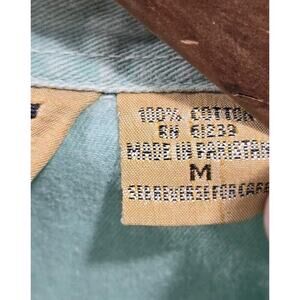 100% COTTON
RN 61239
MADE IN PAKISTAN
M
SEE REVERSE FOR CARE